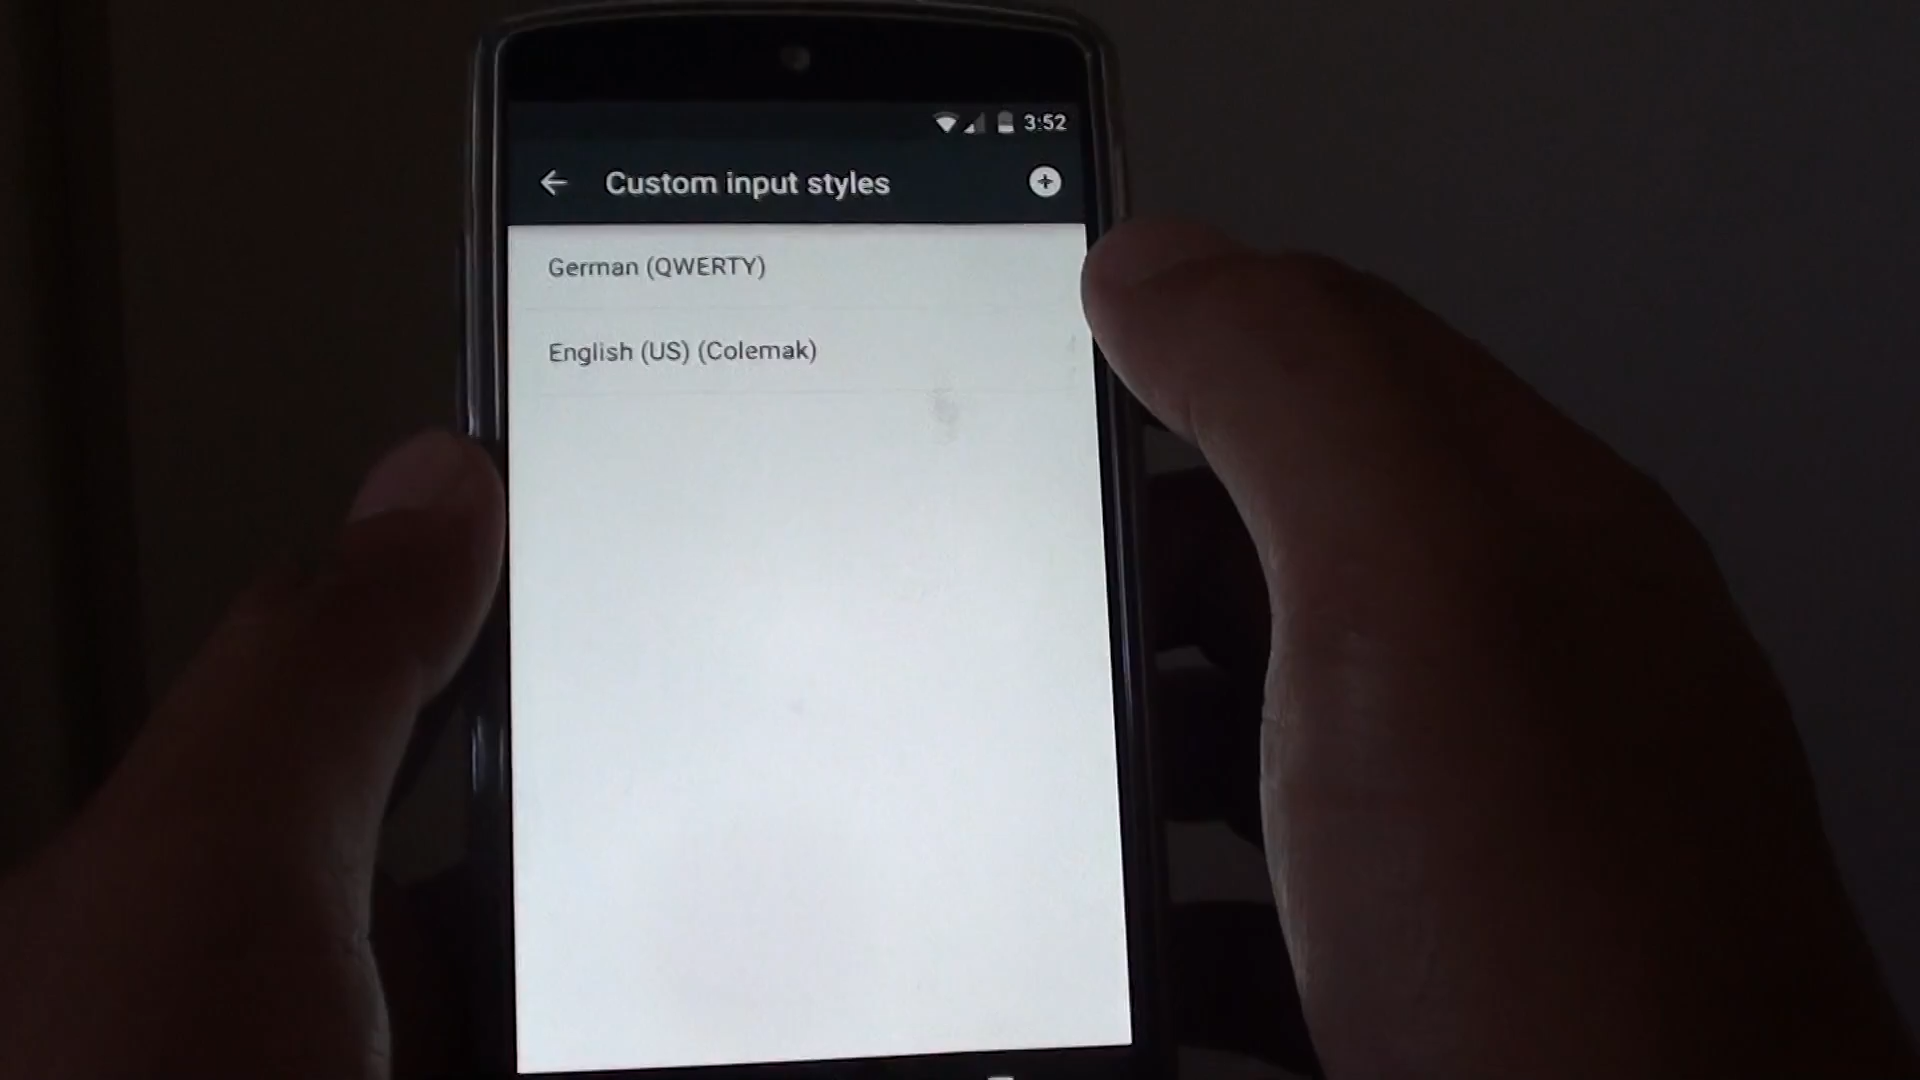 3:52
Custom input styles
German (QWERTY)
English (US) (Colemak)